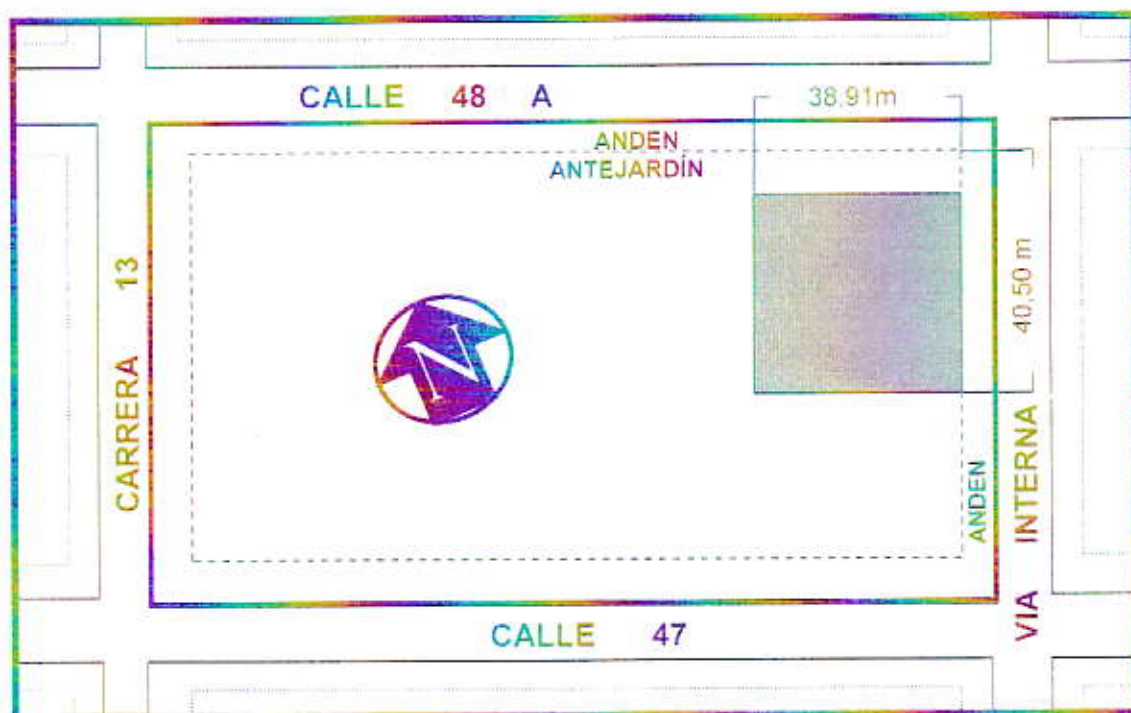 CALLE 48 A
38,91m
ANDEN
ANTEJARDÍN
CARRERA 13
N
40,50 m
ANDEN
VIA INTERNA
CALLE 47